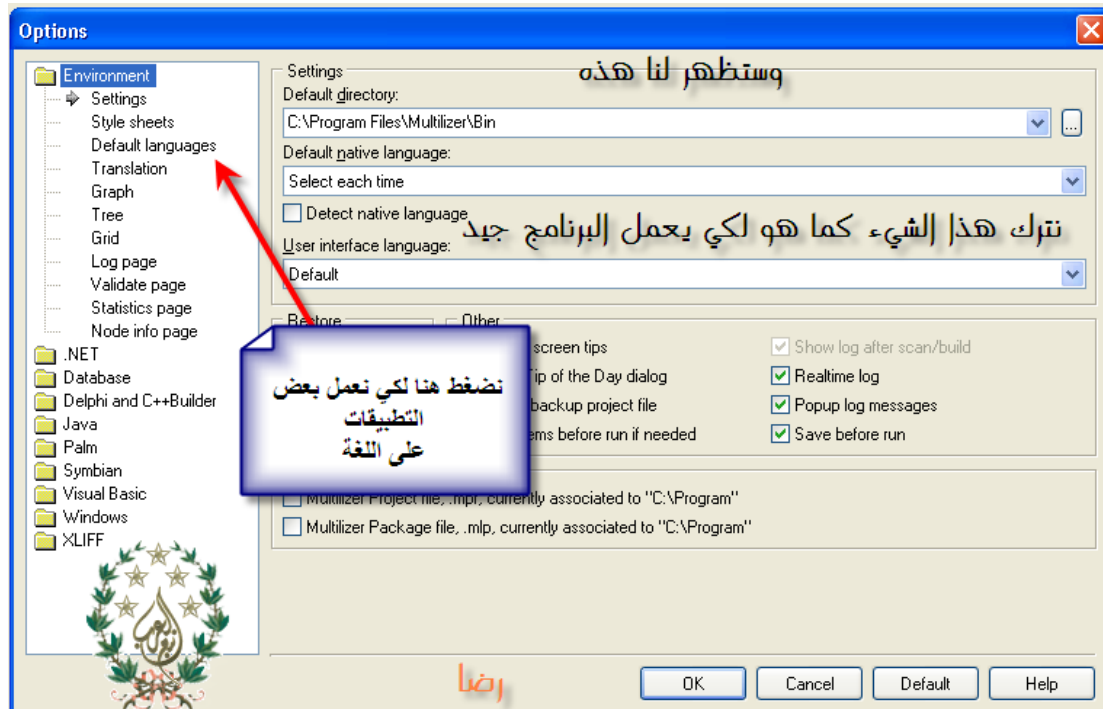 Options
Environment
Settings
Style sheets
Default languages
Translation
Graph
Tree
Grid
Log page
Validate page
Statistics page
Node info page
.NET
Database
Delphi and C++Builder
Java
Palm
Symbian
Visual Basic
Windows
XLIFF
Settings
وستظهر لنا هذه
Default directory:
C:\Program Files\Multilizer\Bin
...
Default native language:
Select each time
Detect native language
نترك هذا الشيء كما هو لكي يعمل البرنامج جيد
User interface language:
Default
Restore
Other
نضغط هنا لكي نعمل بعض
التطبيقات
على اللغة
screen tips
Tip of the Day dialog
backup project file
before run if needed
Show log after scan/build
Realtime log
Popup log messages
Save before run
Multilizer Project file, .mpr, currently associated to "C:\Program"
Multilizer Package file, .mlp, currently associated to "C:\Program"
رضا
OK
Cancel
Default
Help